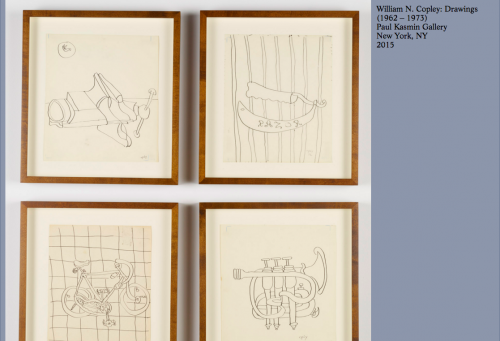 William N. Copley: Drawings
(1962 – 1973)
Paul Kasmin Gallery
New York, NY
2015